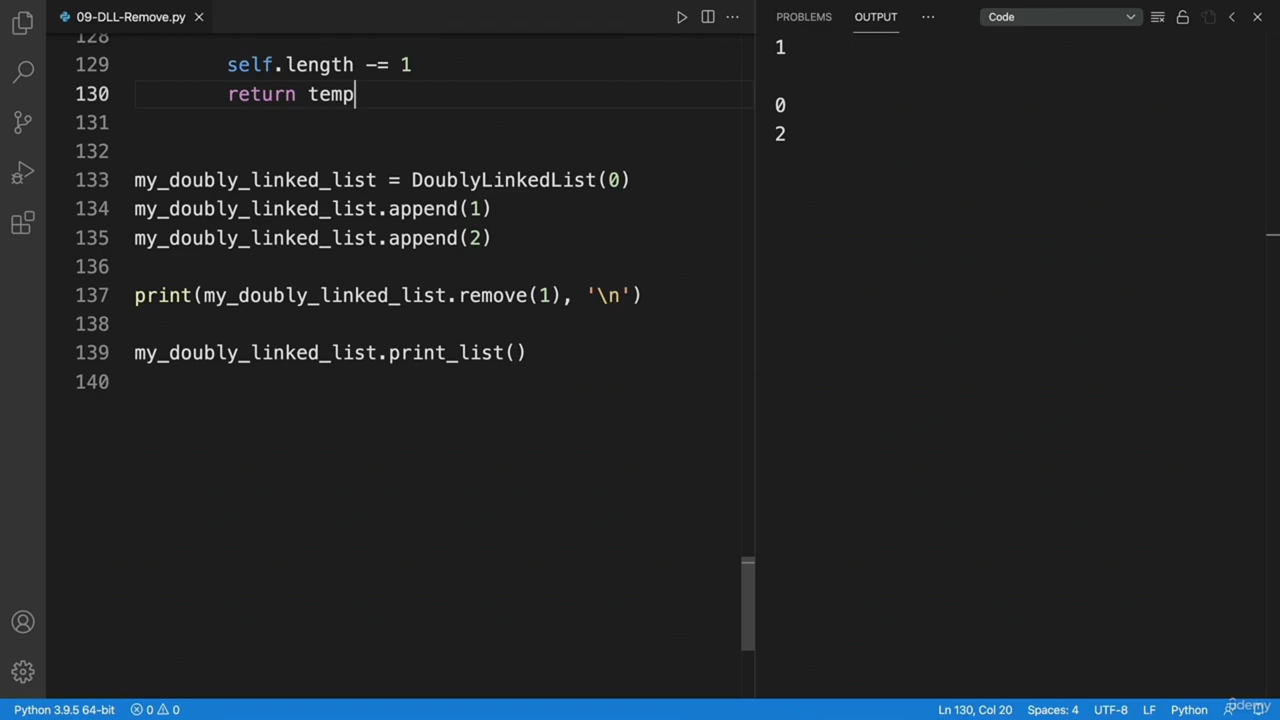 09-DLL-Remove.py
PROBLEMS OUTPUT Code
128
129 self.length -= 1
130 return temp
131
132
133 my_doubly_linked_list = DoublyLinkedList(0)
134 my_doubly_linked_list.append(1)
135 my_doubly_linked_list.append(2)
136
137 print(my_doubly_linked_list.remove(1), '\n')
138
139 my_doubly_linked_list.print_list()
140
1
0
2
Python 3.9.5 64-bit 0 0 Ln 130, Col 20 Spaces: 4 UTF-8 LF Python
udemy